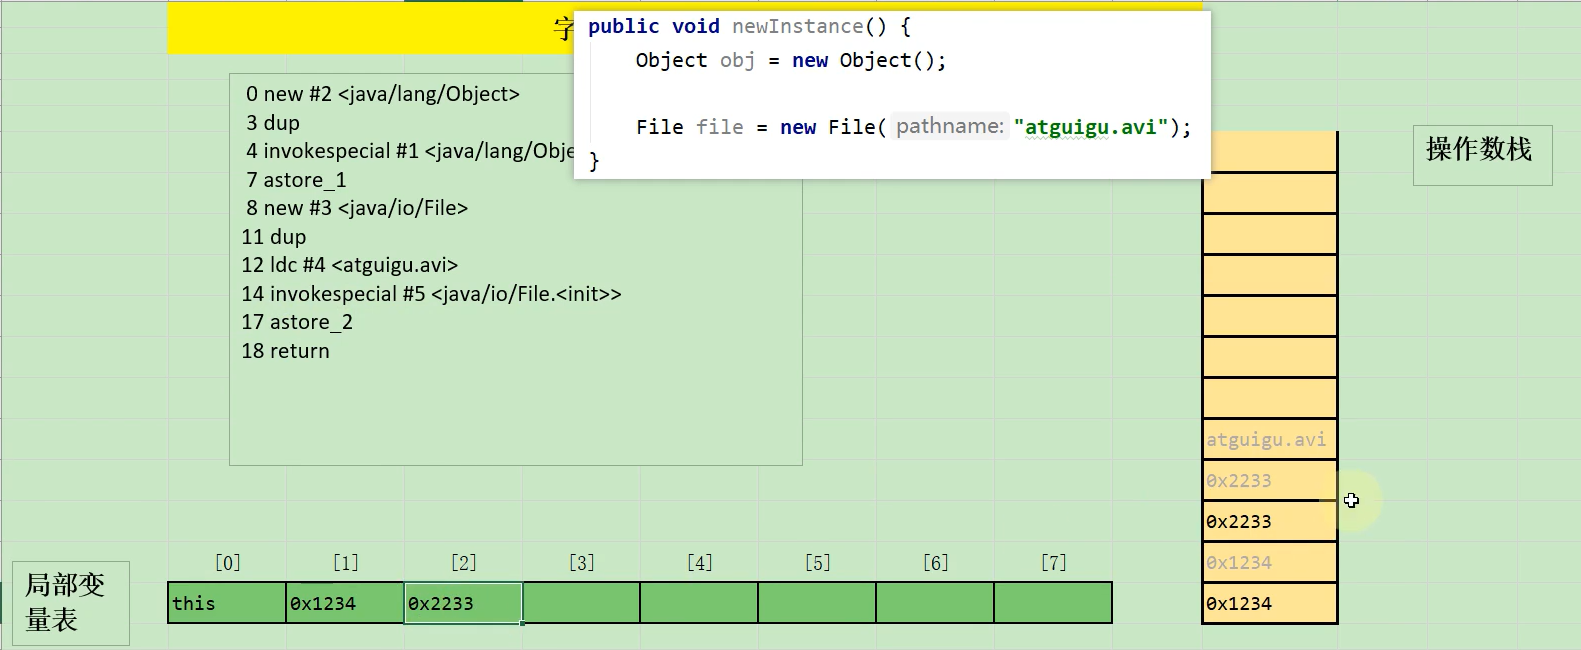 字
public void newInstance() {
Object obj = new Object();
File file = new File( pathname: "atguigu.avi");
}
0 new #2 <java/lang/Object>
3 dup
4 invokespecial #1 <java/lang/Obje
7 astore_1
8 new #3 <java/io/File>
11 dup
12 ldc #4 <atguigu.avi>
14 invokespecial #5 <java/io/File.<init>>
17 astore_2
18 return
操作数栈
atguigu.avi
0x2233
0x2233
0x1234
0x1234
[0] [1] [2] [3] [4] [5] [6] [7]
局部变
量表
this 0x1234 0x2233